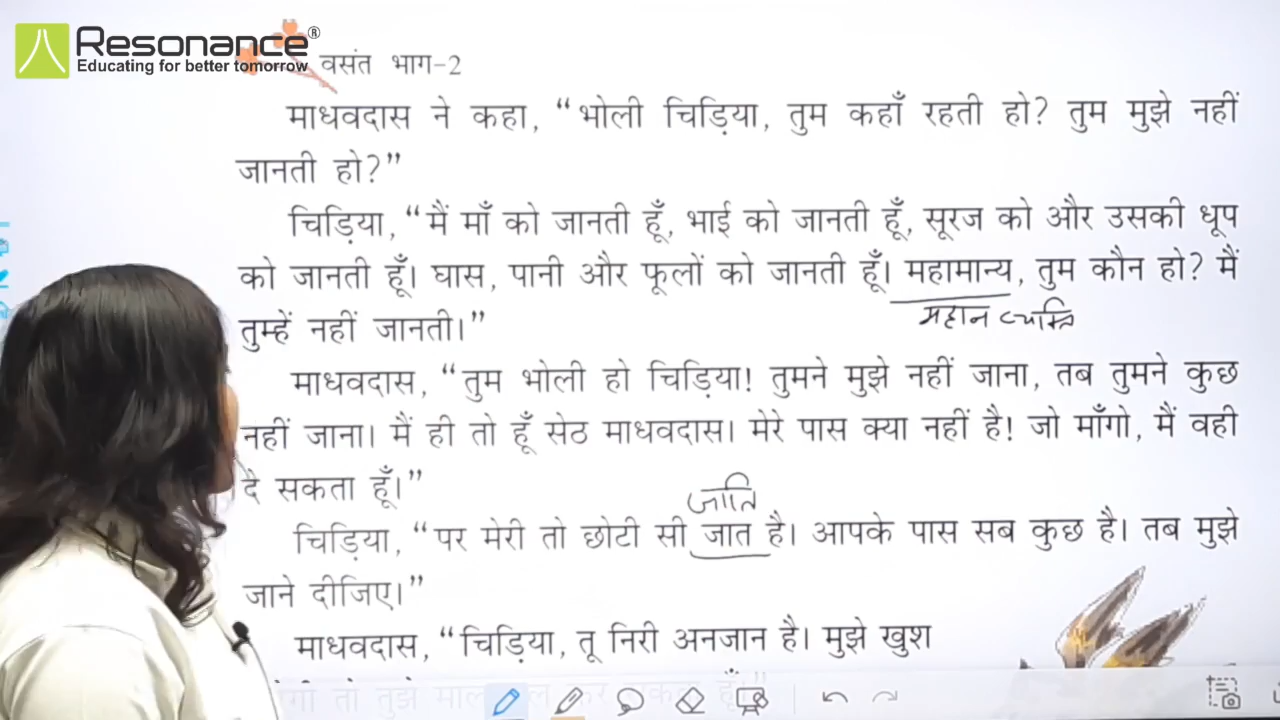 Resonance®
Educating for better tomorrow
वसंत भाग-2
माधवदास ने कहा, “भोली चिड़िया, तुम कहाँ रहती हो? तुम मुझे नहीं
जानती हो?”
चिड़िया, “मैं माँ को जानती हूँ, भाई को जानती हूँ, सूरज को और उसकी धूप
को जानती हूँ। घास, पानी और फूलों को जानती हूँ। महामान्य, तुम कौन हो? मैं
महान व्यक्ति
तुम्हें नहीं जानती।”
माधवदास, “तुम भोली हो चिड़िया! तुमने मुझे नहीं जाना, तब तुमने कुछ
नहीं जाना। मैं ही तो हूँ सेठ माधवदास। मेरे पास क्या नहीं है! जो माँगो, मैं वही
दे सकता हूँ।”
जाति
चिड़िया, “पर मेरी तो छोटी सी जात है। आपके पास सब कुछ है। तब मुझे
जाने दीजिए।”
माधवदास, “चिड़िया, तू निरी अनजान है। मुझे खुश
तो तुझे